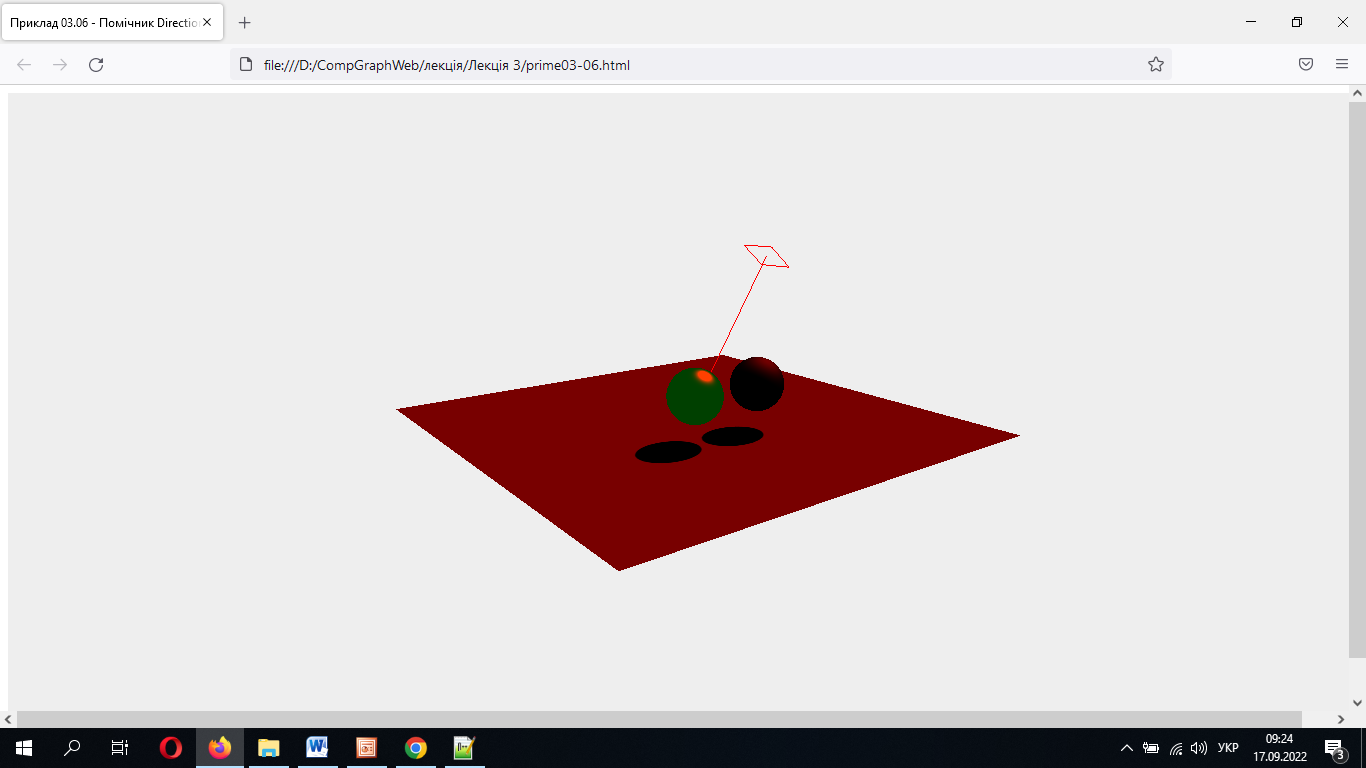 Приклад 03.06 - Помічник Directio
file:///D:/CompGraphWeb/лекція/Лекція 3/prime03-06.html
УКР
09:24
17.09.2022
3